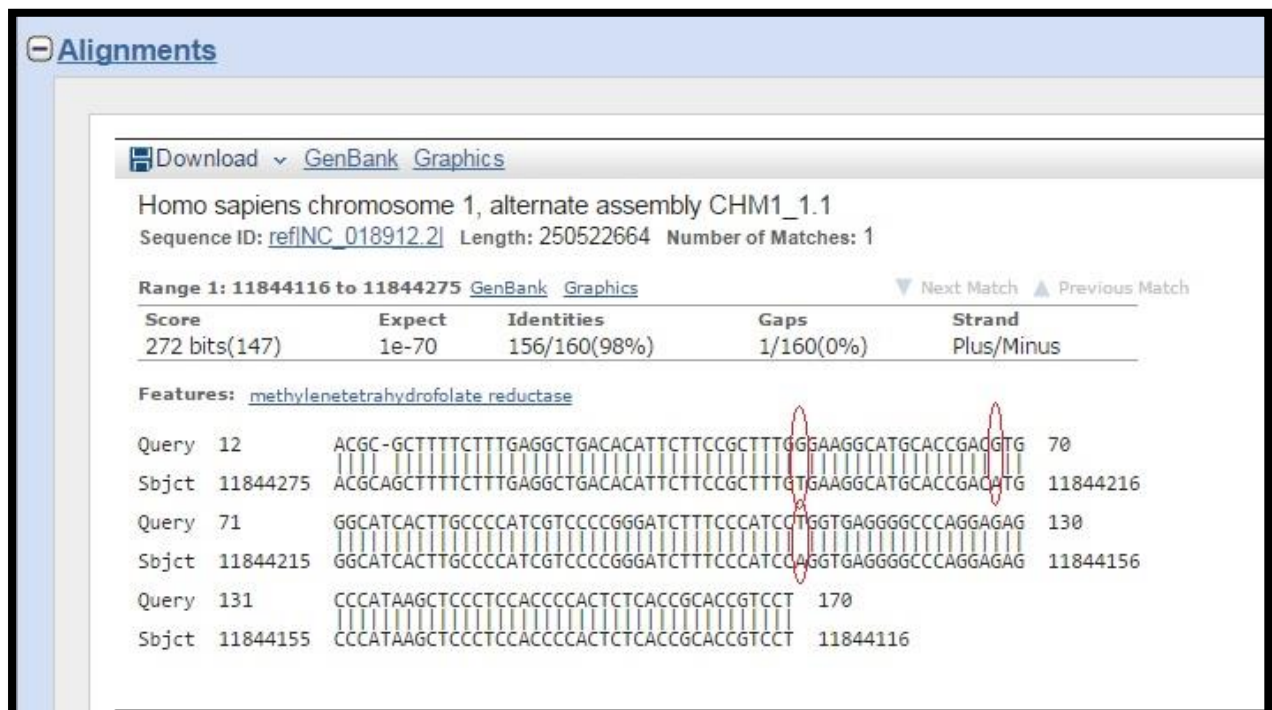 Alignments
Download GenBank Graphics
Homo sapiens chromosome 1, alternate assembly CHM1_1.1
Sequence ID: ref|NC_018912.2| Length: 250522664 Number of Matches: 1
Range 1: 11844116 to 11844275 GenBank Graphics Next Match Previous Match
Score Expect Identities Gaps Strand
272 bits(147) 1e-70 156/160(98%) 1/160(0%) Plus/Minus
Features: methylenetetrahydrofolate reductase
Query 12 ACGC-GCTTTTCTTTGAGGCTGACACATTCTTCCGCTTTGGGAAGGCATGCACCGACGTG 70
Sbjct 11844275 ACGCAGCTTTTCTTTGAGGCTGACACATTCTTCCGCTTTGTGAAGGCATGCACCGACATG 11844216
Query 71 GGCATCACTTGCCCCATCGTCCCCGGGATCTTTCCCATCCTGGTGAGGGGCCCAGGAGAG 130
Sbjct 11844215 GGCATCACTTGCCCCATCGTCCCCGGGATCTTTCCCATCCAGGTGAGGGGCCCAGGAGAG 11844156
Query 131 CCCATAAGCTCCCTCCACCCCACTCTCACCGCACCGTCCT 170
Sbjct 11844155 CCCATAAGCTCCCTCCACCCCACTCTCACCGCACCGTCCT 11844116